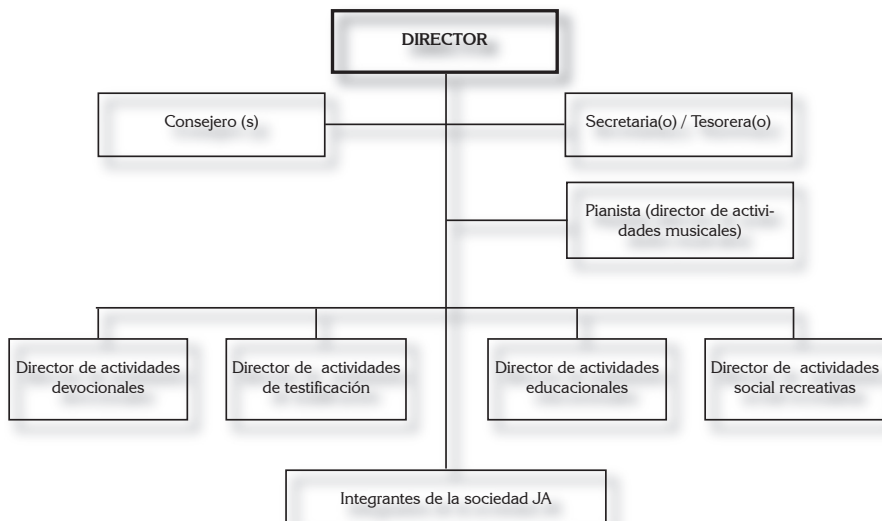 DIRECTOR
Consejero (s)
Secretaria(o) / Tesorera(o)
Pianista (director de activi-
dades musicales)
Director de actividades
devocionales
Director de actividades
de testificación
Director de actividades
educacionales
Director de actividades
social recreativas
Integrantes de la sociedad JA